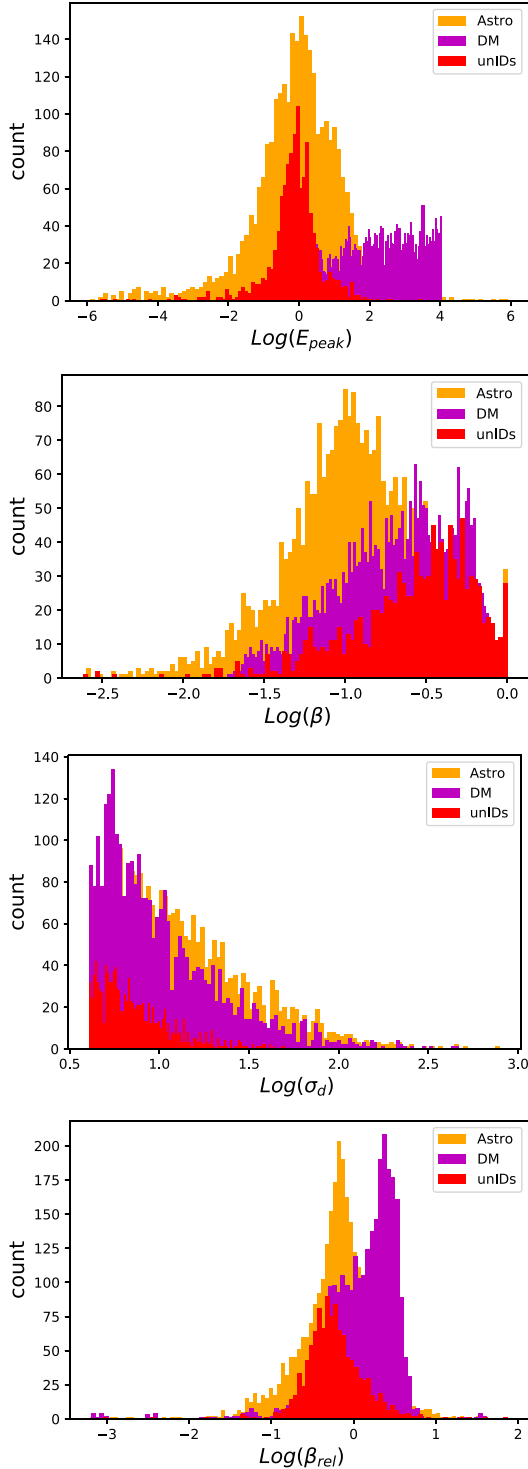 Astro
DM
unIDs
count
140
120
100
80
60
40
20
0
−6 −4 −2 0 2 4 6
Log(E_peak)
Astro
DM
unIDs
count
80
70
60
50
40
30
20
10
0
−2.5 −2.0 −1.5 −1.0 −0.5 0.0
Log(β)
Astro
DM
unIDs
count
140
120
100
80
60
40
20
0
0.5 1.0 1.5 2.0 2.5 3.0
Log(σ_d)
Astro
DM
unIDs
count
200
175
150
125
100
75
50
25
0
−3 −2 −1 0 1 2
Log(β_rel)